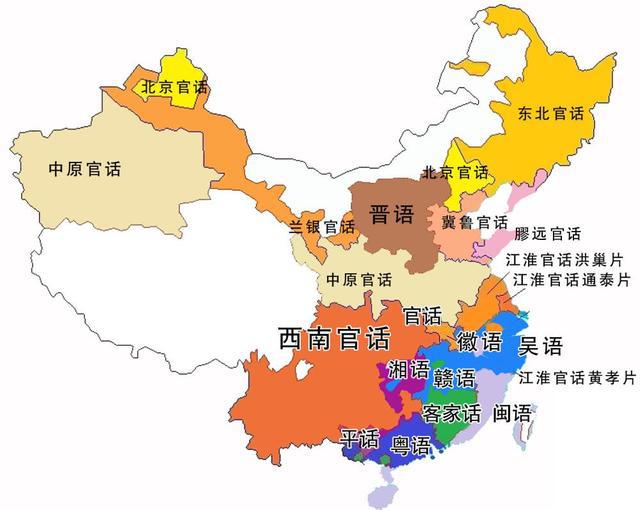 北京官话
东北官话
中原官话
北京官话
晋语
兰银官话
冀鲁官话
膠远官话
江淮官话洪巢片
中原官话
江淮官话通泰片
官话
西南官话
徽语
吴语
湘语
赣语
江淮官话黄孝片
客家话
闽语
平话
粤语